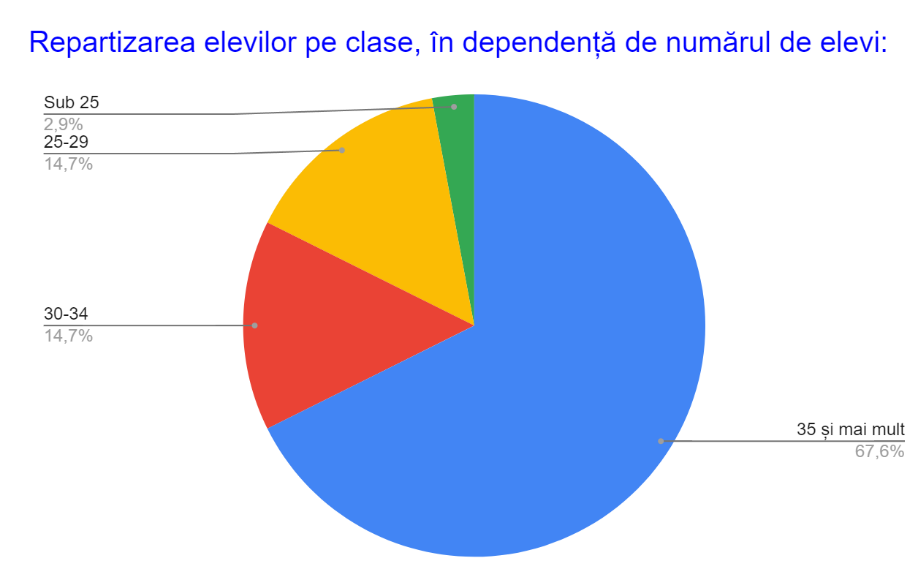 Repartizarea elevilor pe clase, în dependență de numărul de elevi:
Sub 25
2,9%
25-29
14,7%
30-34
14,7%
35 și mai mult
67,6%